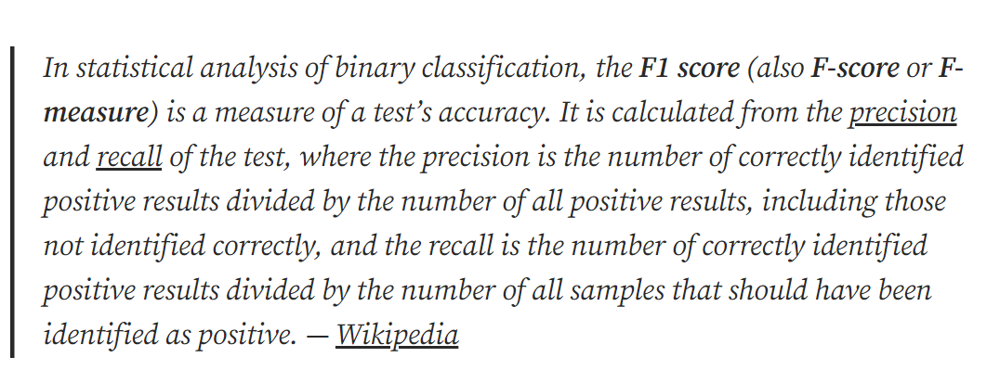 In statistical analysis of binary classification, the F1 score (also F-score or F-
measure) is a measure of a test’s accuracy. It is calculated from the precision
and recall of the test, where the precision is the number of correctly identified
positive results divided by the number of all positive results, including those
not identified correctly, and the recall is the number of correctly identified
positive results divided by the number of all samples that should have been
identified as positive. — Wikipedia